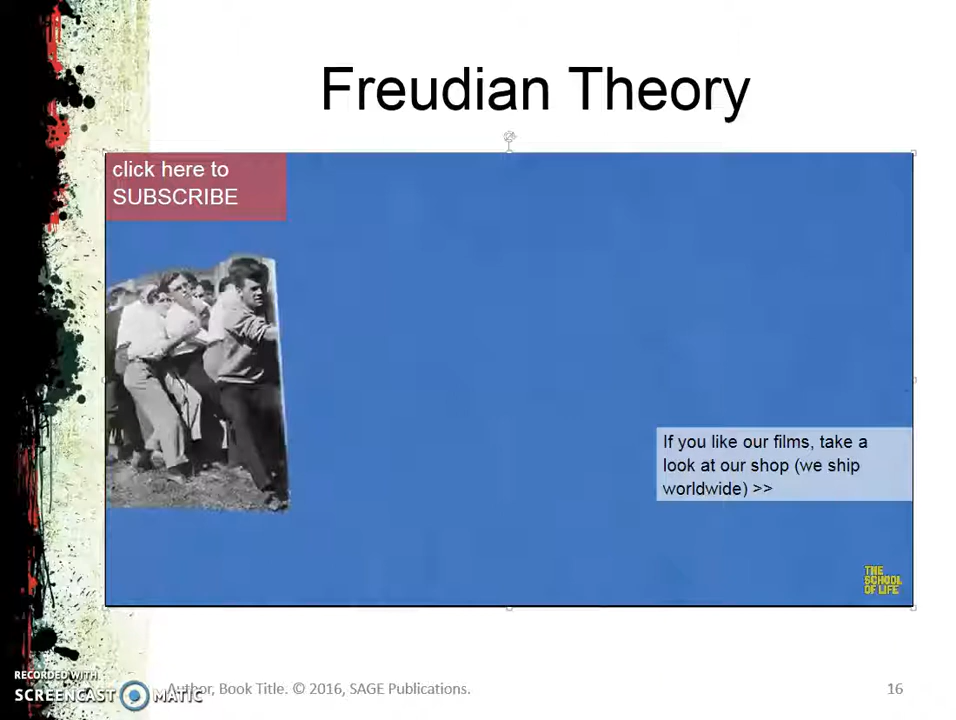 Freudian Theory
click here to
SUBSCRIBE
If you like our films, take a
look at our shop (we ship
worldwide) >>
THE
SCHOOL
OF LIFE
RECORDED WITH
SCREENCAST MATIC
Author, Book Title. © 2016, SAGE Publications.
16